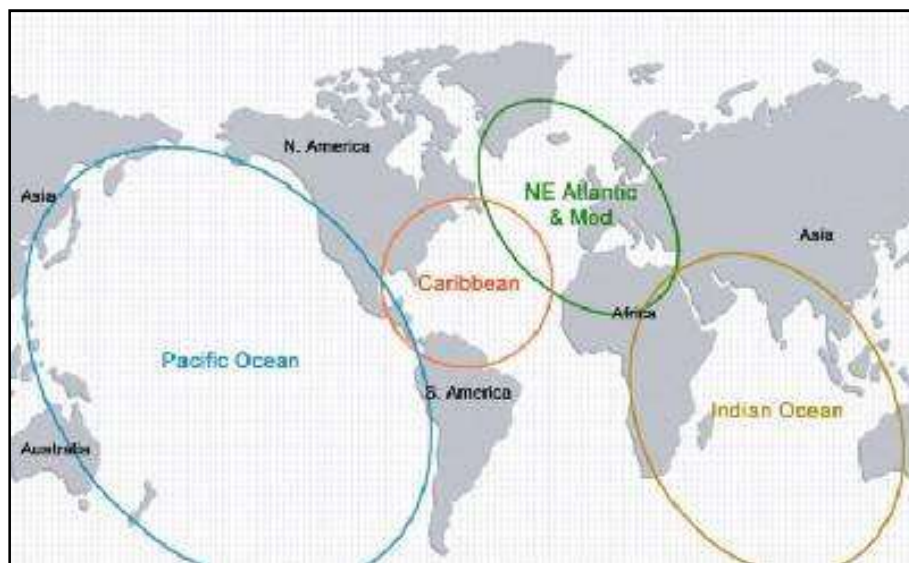 N. America
Asia
NE Atlantic
& Med
Asia
Caribbean
Africa
Pacific Ocean
S. America
Indian Ocean
Australia